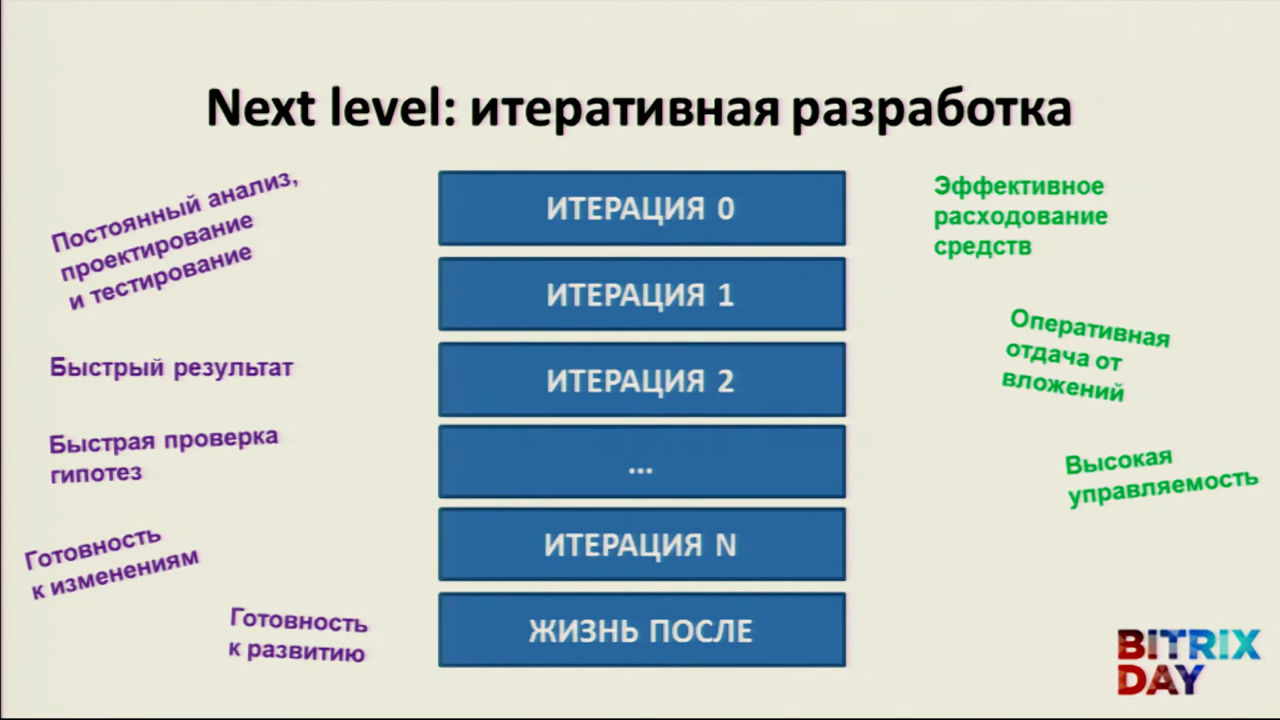 Next level: итеративная разработка
Постоянный анализ,
проектирование
и тестирование
Быстрый результат
Быстрая проверка
гипотез
Готовность
к изменениям
Готовность
к развитию
ИТЕРАЦИЯ 0
ИТЕРАЦИЯ 1
ИТЕРАЦИЯ 2
...
ИТЕРАЦИЯ N
ЖИЗНЬ ПОСЛЕ
Эффективное
расходование
средств
Оперативная
отдача от
вложений
Высокая
управляемость
BITRIX
DAY